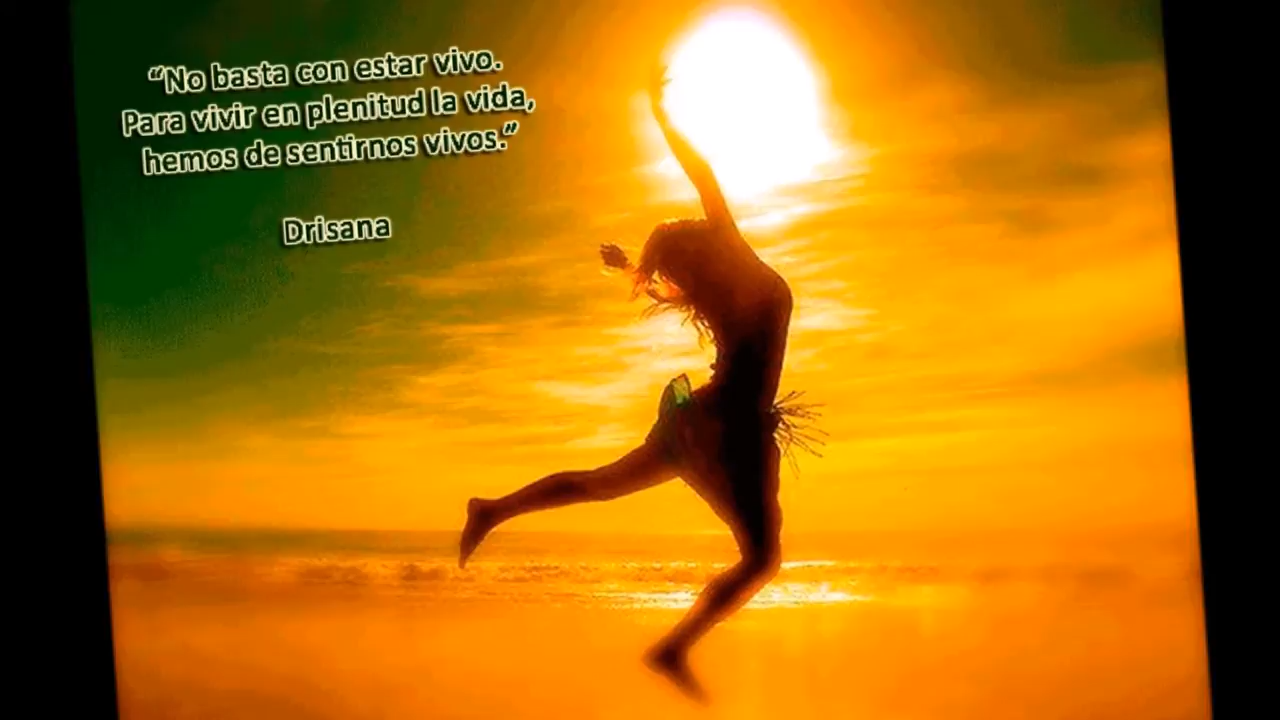 “No basta con estar vivo.
Para vivir en plenitud la vida,
hemos de sentirnos vivos.”
Drisana